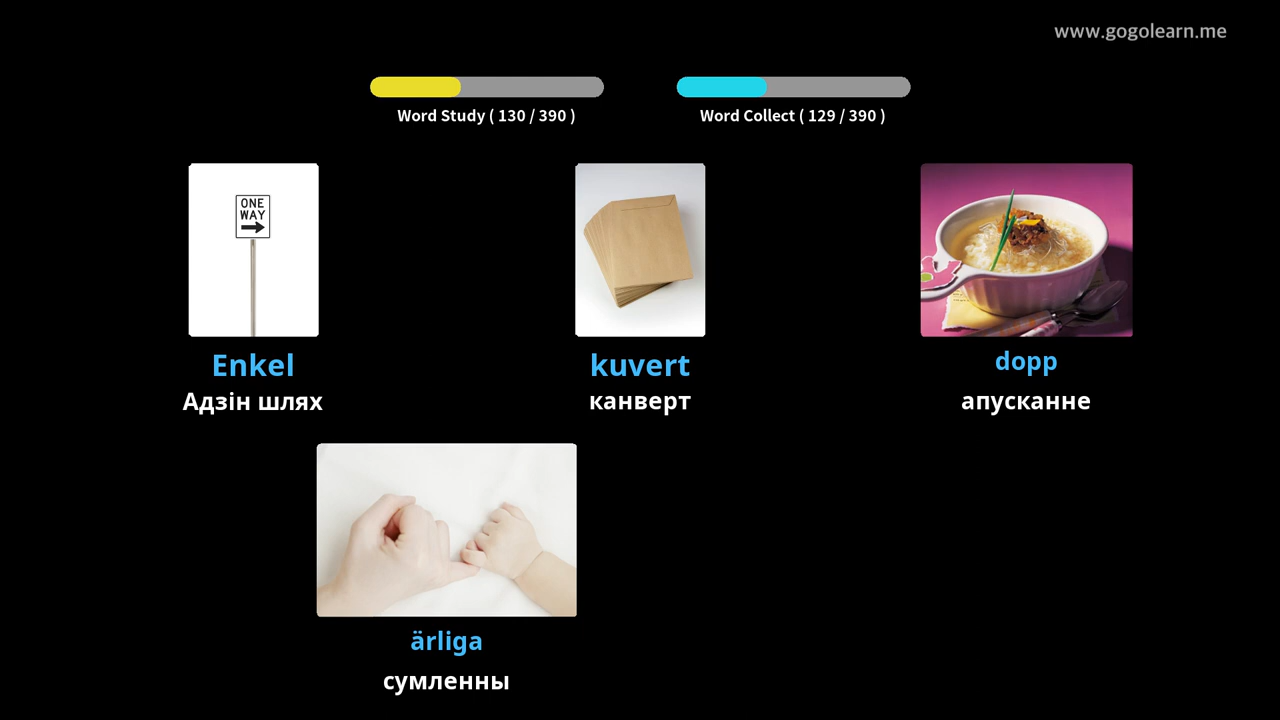 www.gogolearn.me
Word Study ( 130 / 390 )
Word Collect ( 129 / 390 )
ONE
WAY
Enkel
Адзін шлях
kuvert
канверт
dopp
апусканне
ärliga
сумленны